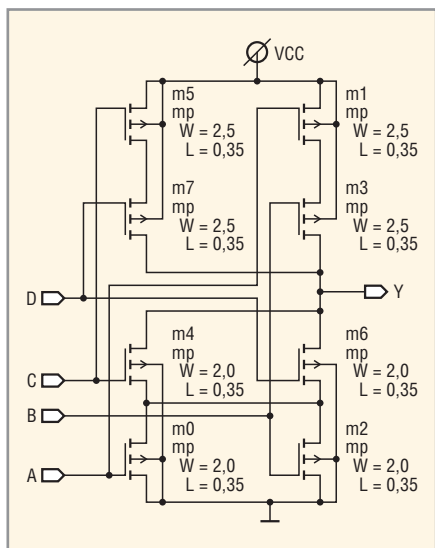 VCC
m5
mp
W = 2,5
L = 0,35
m1
mp
W = 2,5
L = 0,35
m7
mp
W = 2,5
L = 0,35
m3
mp
W = 2,5
L = 0,35
D
Y
m4
mp
W = 2,0
L = 0,35
m6
mp
W = 2,0
L = 0,35
C
B
m0
mp
W = 2,0
L = 0,35
m2
mp
W = 2,0
L = 0,35
A